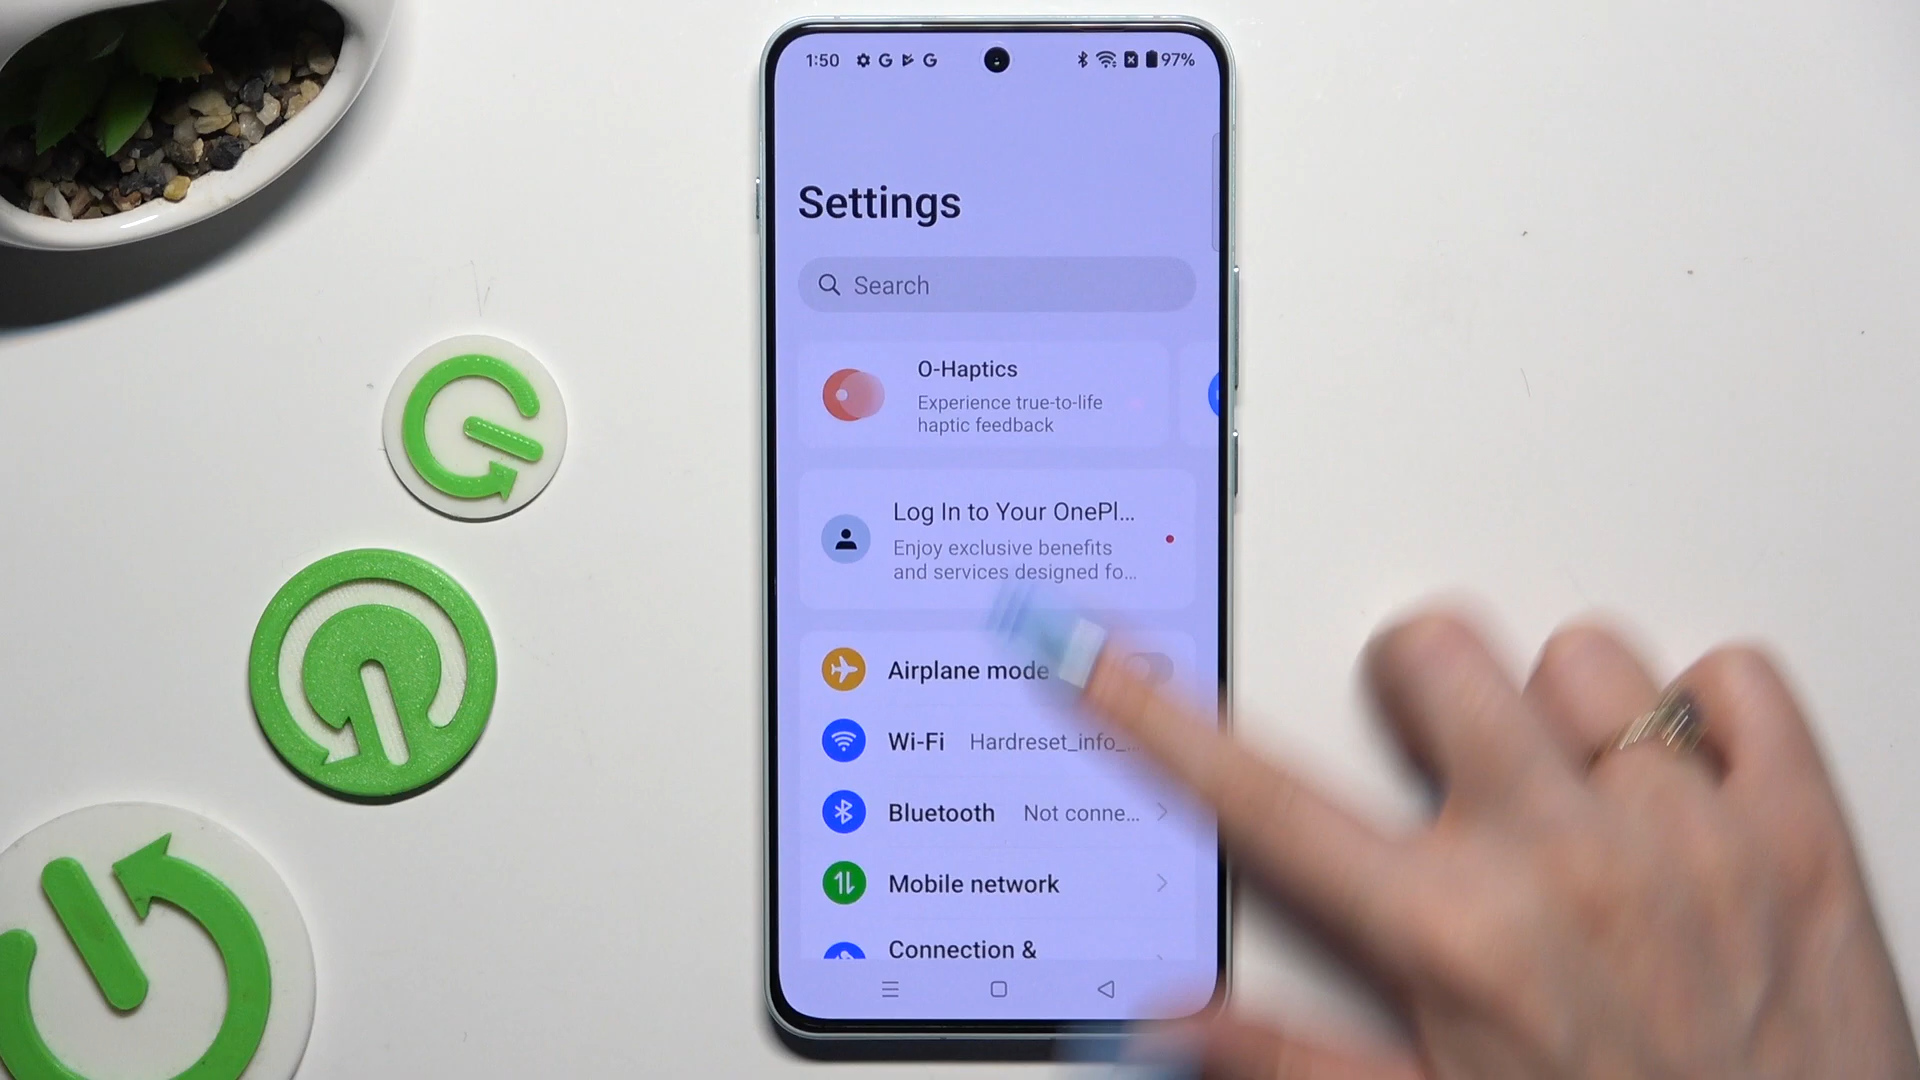 1:50 G G 97%
Settings
Search
O-Haptics
Experience true-to-life
haptic feedback
Log In to Your OnePl...
Enjoy exclusive benefits
and services designed fo...
Airplane mode
Wi-Fi Hardreset_info_...
Bluetooth Not conne...
Mobile network
Connection &